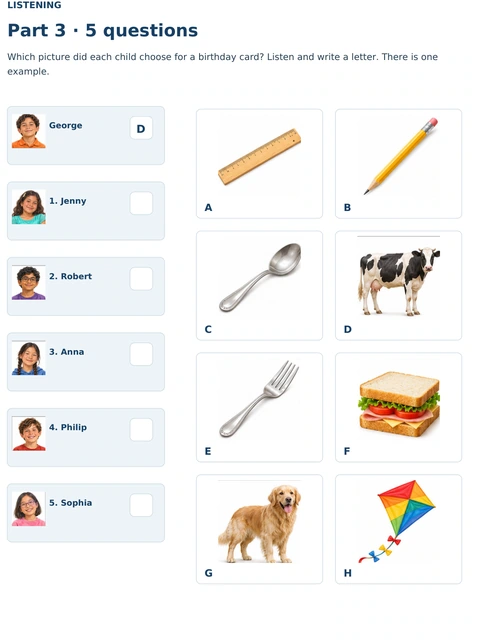 LISTENING
Part 3 · 5 questions
Which picture did each child choose for a birthday card? Listen and write a letter. There is one
example.
George
D
1. Jenny
2. Robert
3. Anna
4. Philip
5. Sophia
A
B
C
D
E
F
G
H